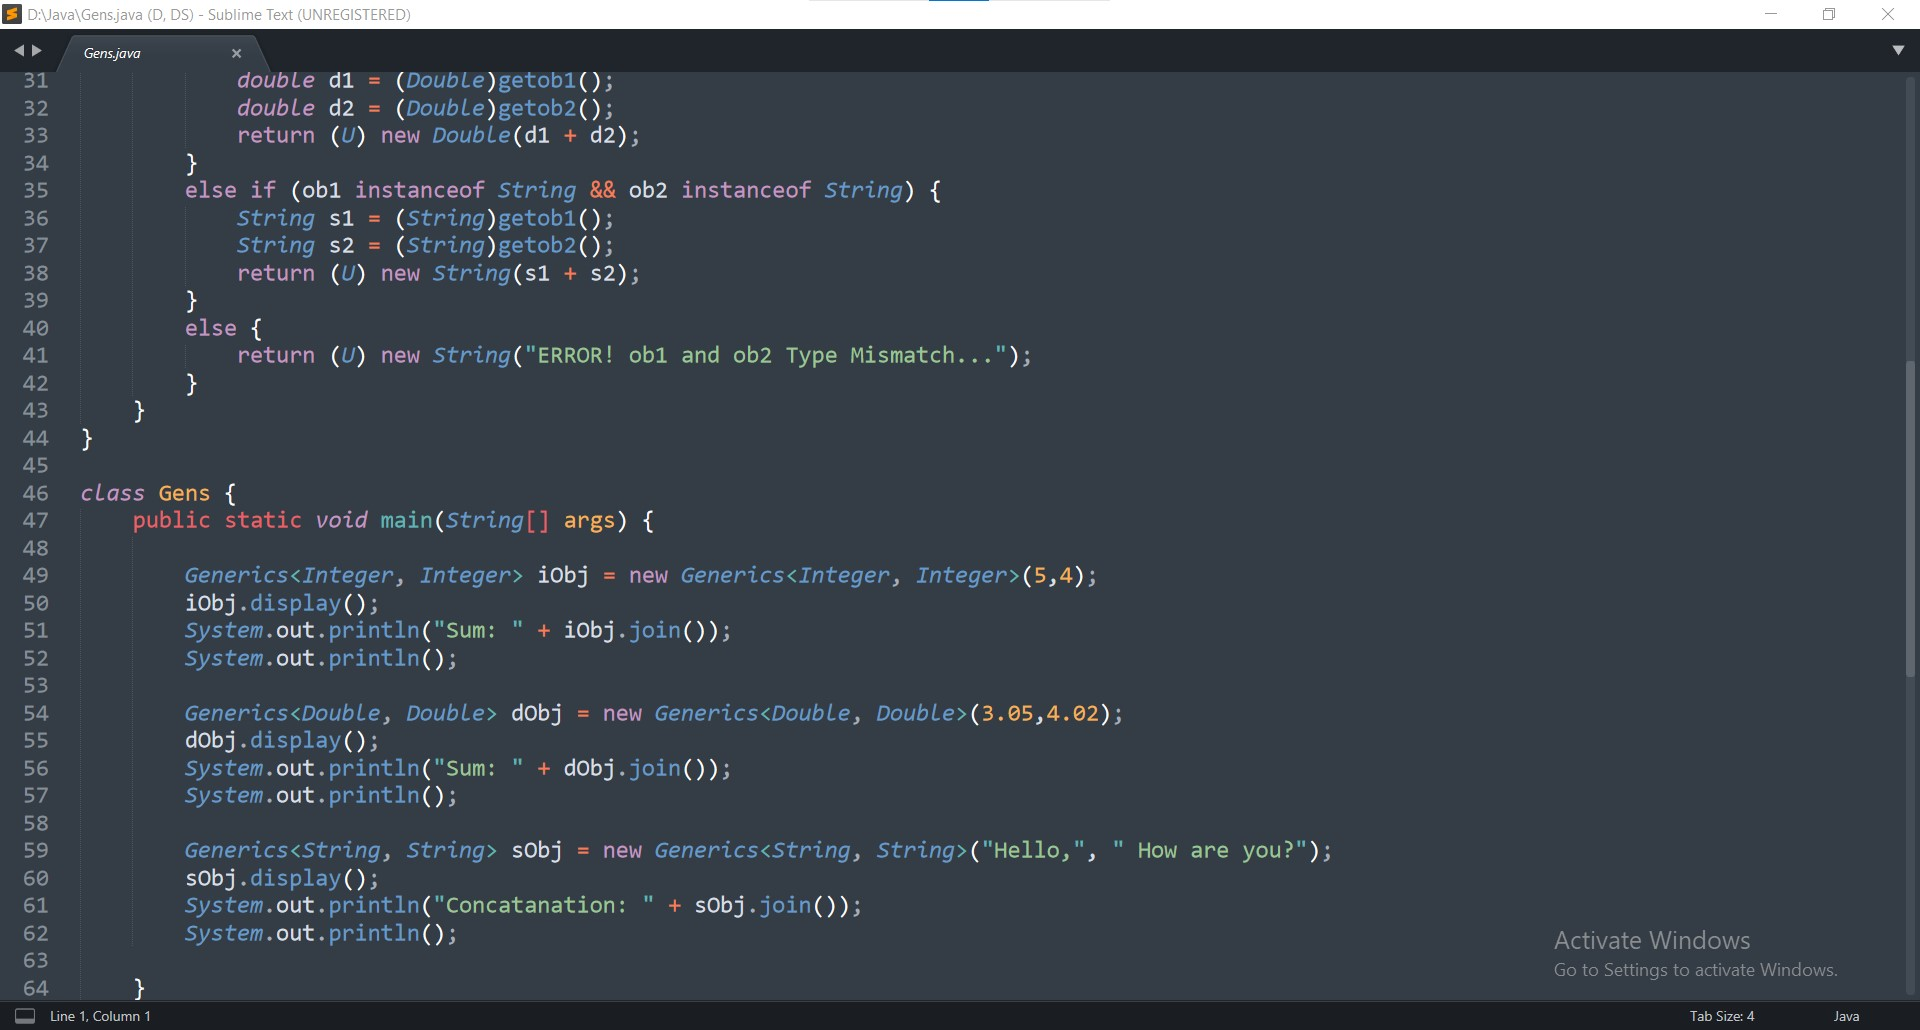 D:\Java\Gens.java (D, DS) - Sublime Text (UNREGISTERED)
Gens.java
31 double d1 = (Double)getob1();
32 double d2 = (Double)getob2();
33 return (U) new Double(d1 + d2);
34 }
35 else if (ob1 instanceof String && ob2 instanceof String) {
36 String s1 = (String)getob1();
37 String s2 = (String)getob2();
38 return (U) new String(s1 + s2);
39 }
40 else {
41 return (U) new String("ERROR! ob1 and ob2 Type Mismatch...");
42 }
43 }
44 }
45
46 class Gens {
47 public static void main(String[] args) {
48
49 Generics<Integer, Integer> iObj = new Generics<Integer, Integer>(5,4);
50 iObj.display();
51 System.out.println("Sum: " + iObj.join());
52 System.out.println();
53
54 Generics<Double, Double> dObj = new Generics<Double, Double>(3.05,4.02);
55 dObj.display();
56 System.out.println("Sum: " + dObj.join());
57 System.out.println();
58
59 Generics<String, String> sObj = new Generics<String, String>("Hello,", " How are you?");
60 sObj.display();
61 System.out.println("Concatanation: " + sObj.join());
62 System.out.println();
63
64 }
Activate Windows
Go to Settings to activate Windows.
Line 1, Column 1
Tab Size: 4
Java